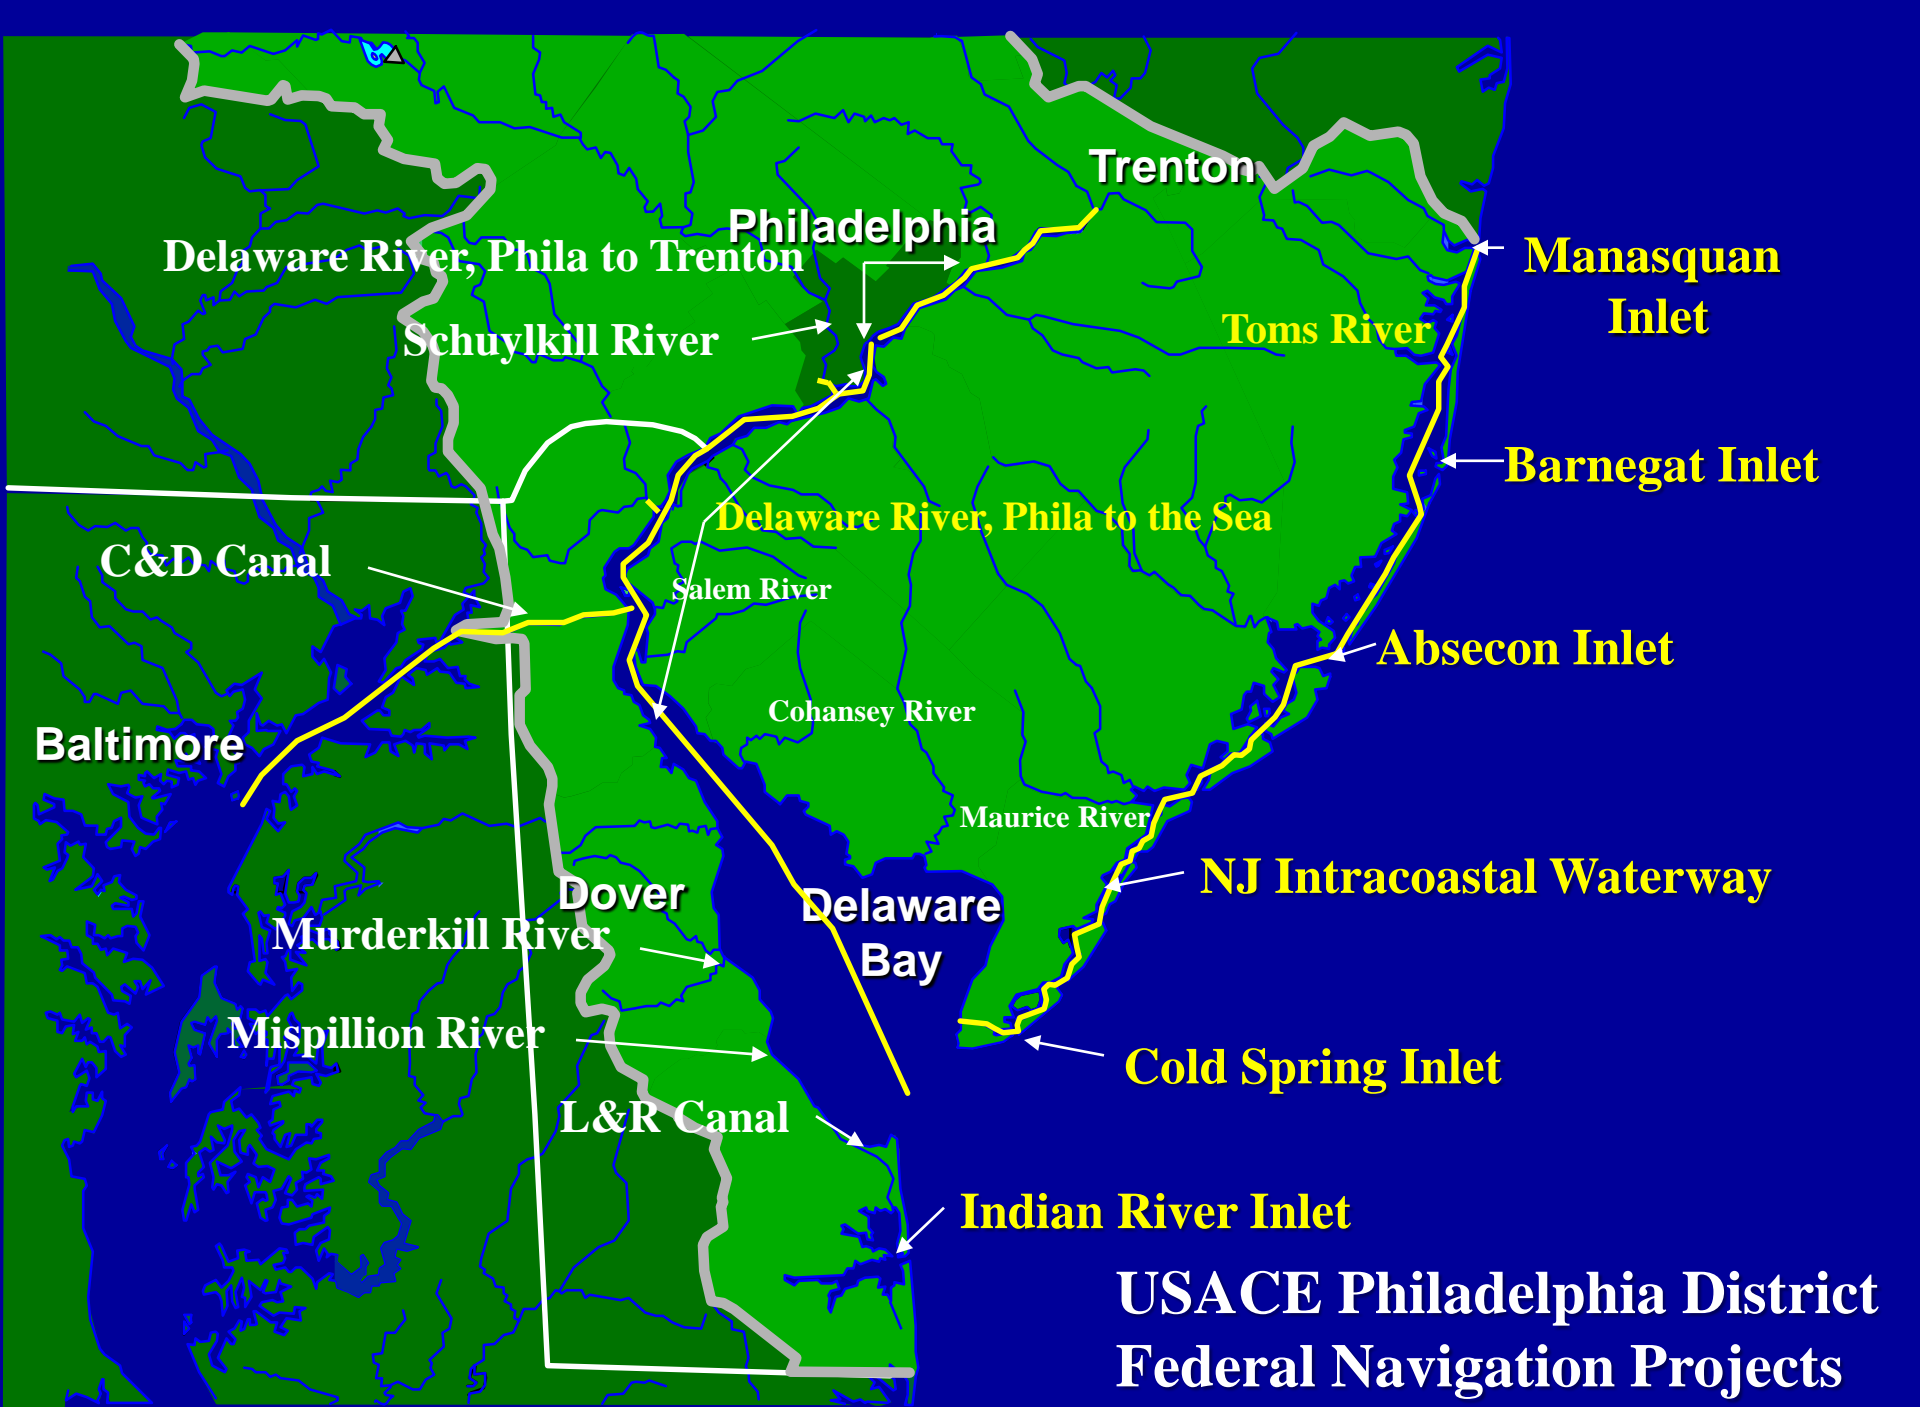 Trenton
Philadelphia
Delaware River, Phila to Trenton
Manasquan
Inlet
Schuylkill River
Toms River
Barnegat Inlet
Delaware River, Phila to the Sea
C&D Canal
Salem River
Absecon Inlet
Cohansey River
Baltimore
Maurice River
NJ Intracoastal Waterway
Dover
Delaware
Bay
Murderkill River
Mispillion River
Cold Spring Inlet
L&R Canal
Indian River Inlet
USACE Philadelphia District
Federal Navigation Projects